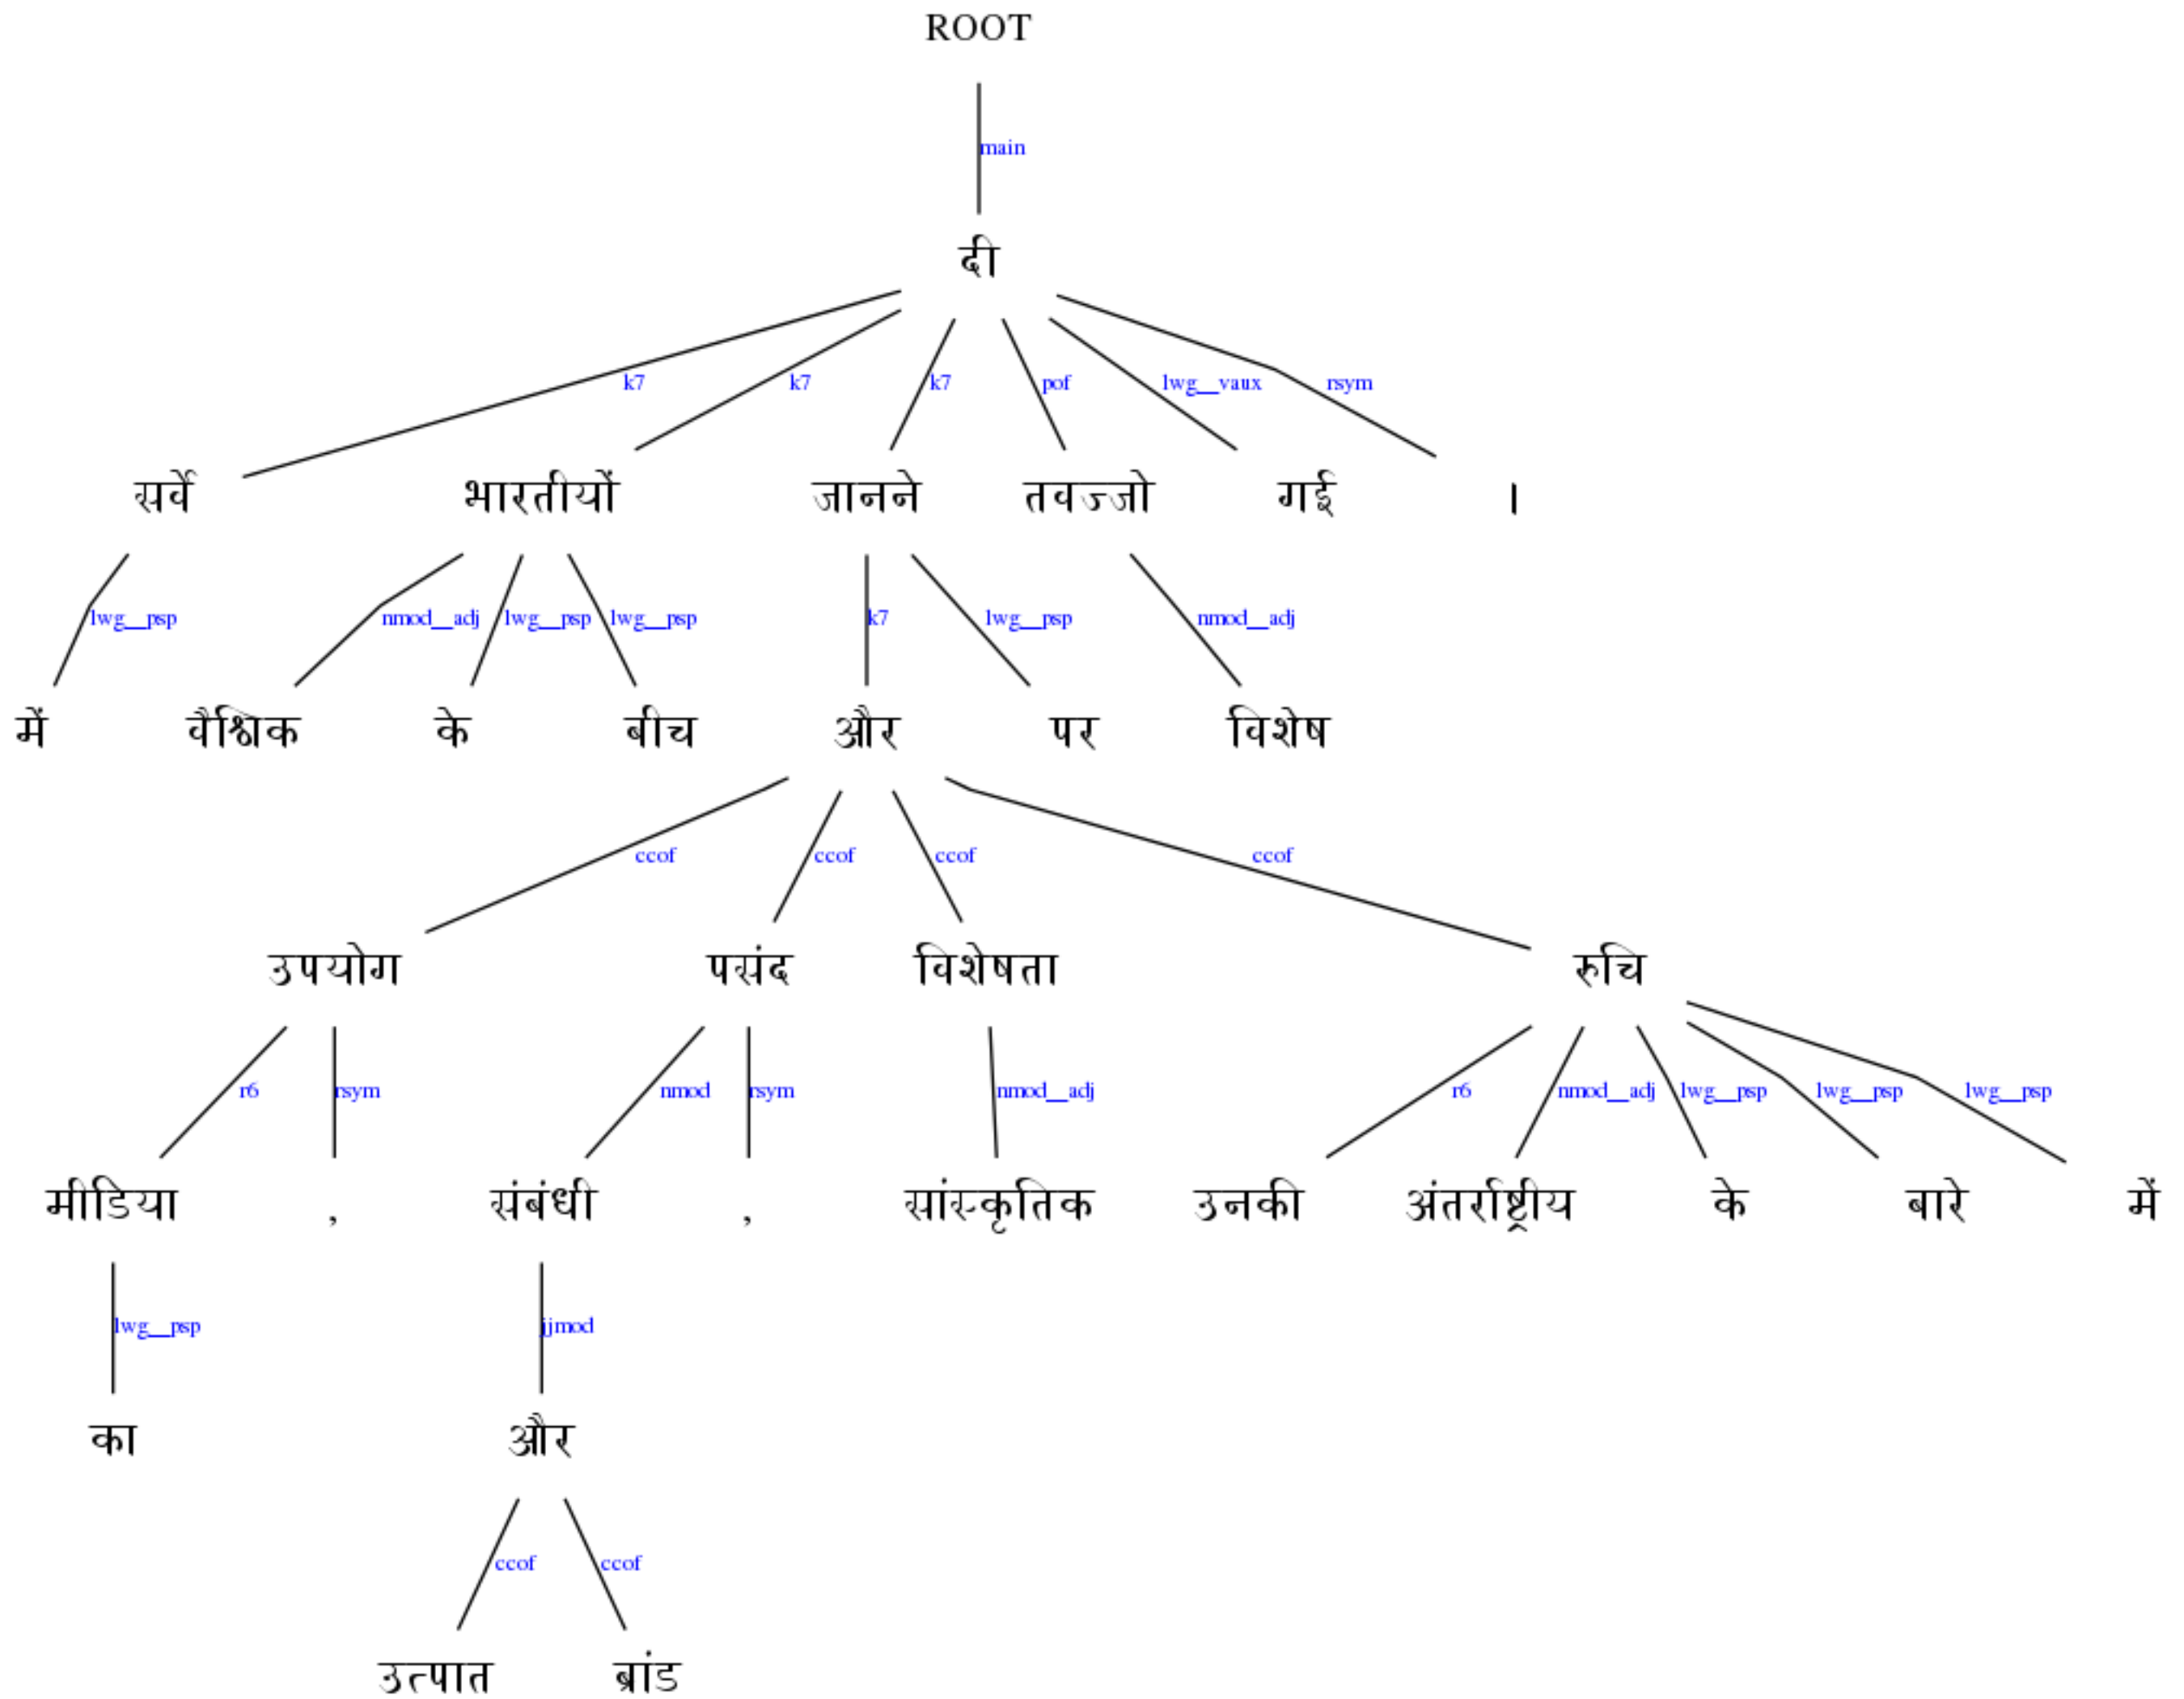 ROOT
main
दी
k7 k7 k7 pof lwg__vaux rsym
सर्वे भारतीयों जानने तवज्जो गई ।
lwg__psp nmod__adj lwg__psp lwg__psp k7 lwg__psp nmod__adj
में वैश्विक के बीच और पर विशेष
ccof ccof ccof ccof
उपयोग पसंद विशेषता रुचि
r6 rsym nmod rsym nmod__adj r6 nmod__adj lwg__psp lwg__psp lwg__psp
मीडिया , संबंधी , सांस्कृतिक उनकी अंतर्राष्ट्रीय के बारे में
lwg__psp jjmod
का और
ccof ccof
उत्पात ब्रांड